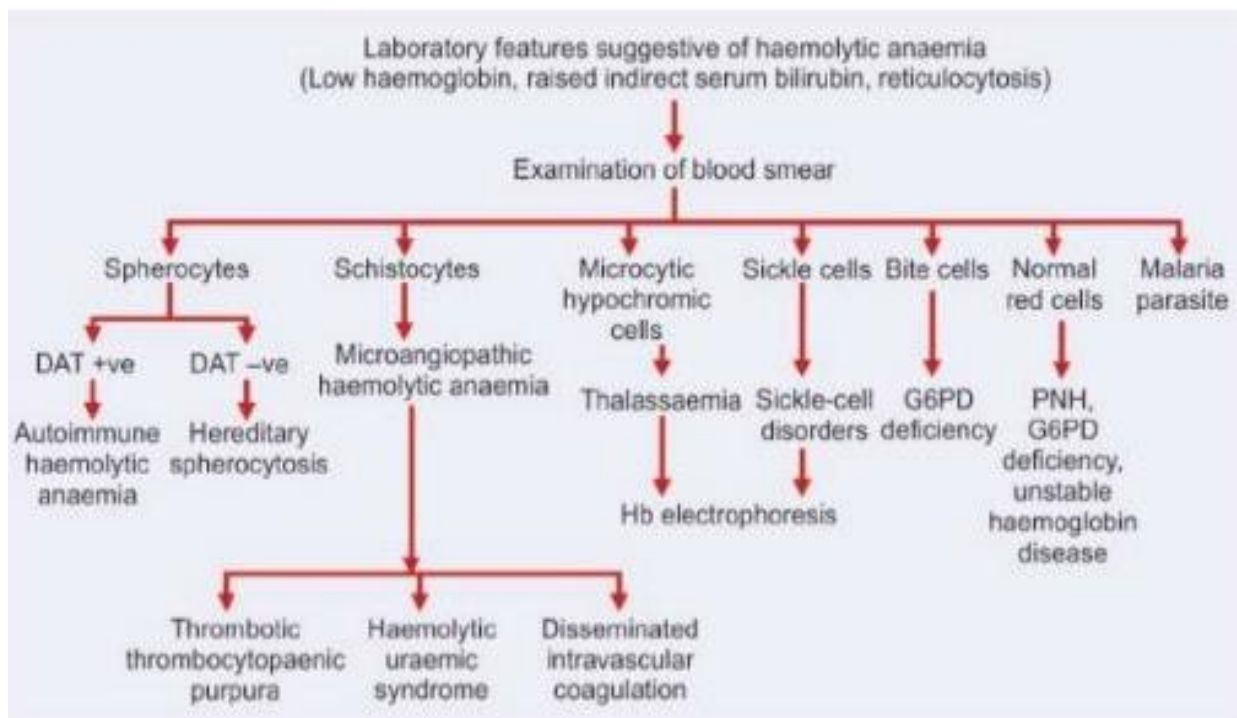 Laboratory features suggestive of haemolytic anaemia
(Low haemoglobin, raised indirect serum bilirubin, reticulocytosis)
Examination of blood smear
Spherocytes
Schistocytes
Microcytic
hypochromic
cells
Sickle cells
Bite cells
Normal
red cells
Malaria
parasite
DAT +ve
DAT –ve
Microangiopathic
haemolytic anaemia
Thalassaemia
Sickle-cell
disorders
G6PD
deficiency
PNH,
G6PD
deficiency,
unstable
haemoglobin
disease
Autoimmune
haemolytic
anaemia
Hereditary
spherocytosis
Hb electrophoresis
Thrombotic
thrombocytopaenic
purpura
Haemolytic
uraemic
syndrome
Disseminated
intravascular
coagulation